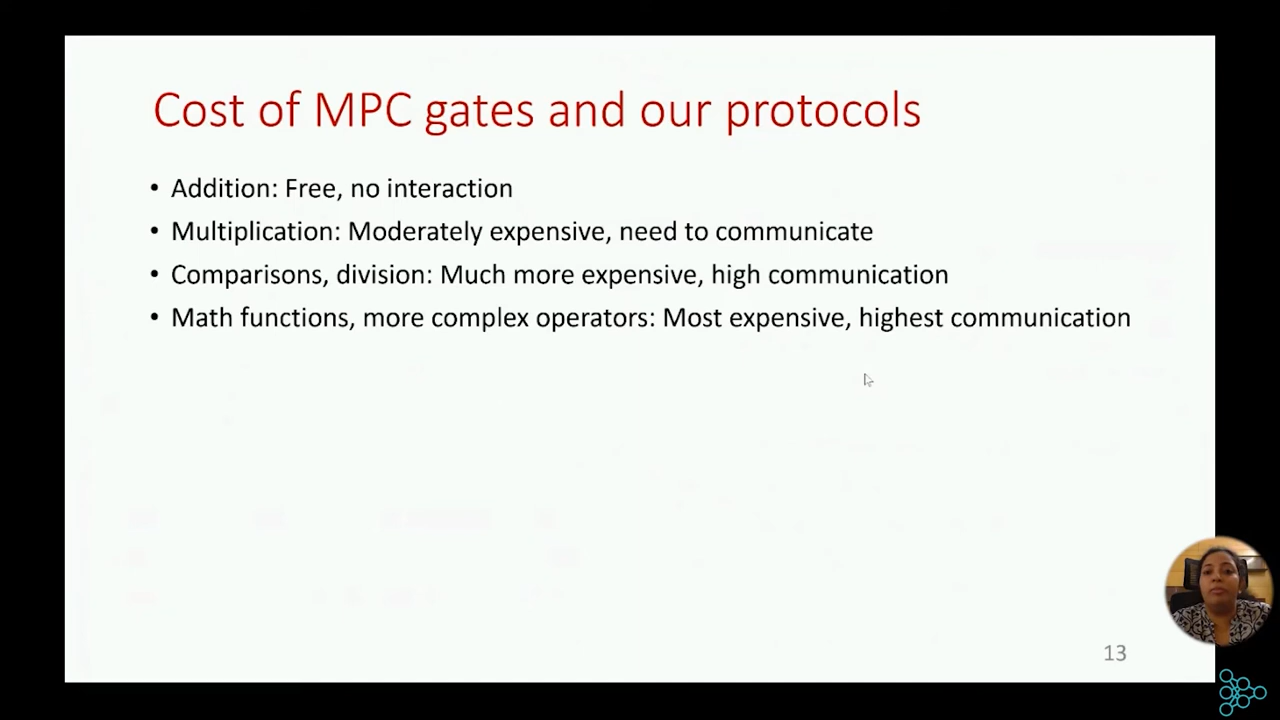 Cost of MPC gates and our protocols
• Addition: Free, no interaction
• Multiplication: Moderately expensive, need to communicate
• Comparisons, division: Much more expensive, high communication
• Math functions, more complex operators: Most expensive, highest communication
13